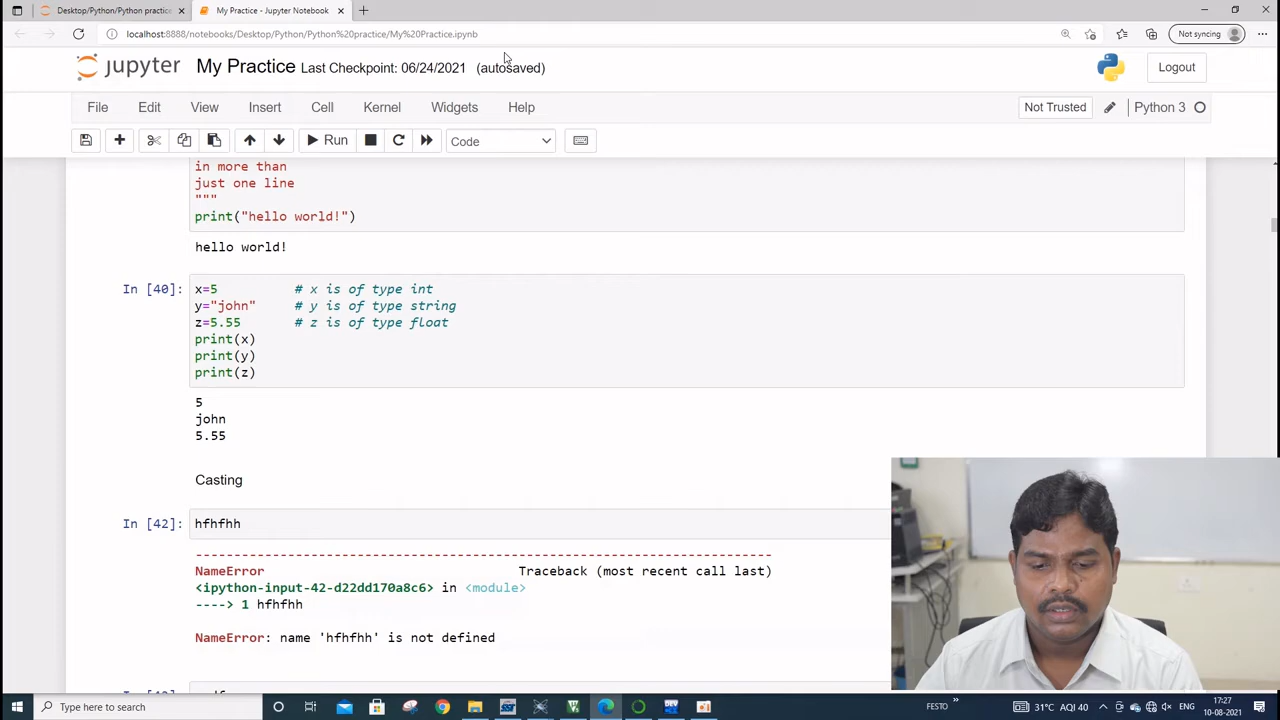 Desktop/Python/Python practice
My Practice - Jupyter Notebook
localhost:8888/notebooks/Desktop/Python/Python%20practice/My%20Practice.ipynb
Not syncing
jupyter My Practice Last Checkpoint: 09/24/2021 (autosaved)
Logout
File Edit View Insert Cell Kernel Widgets Help
Not Trusted
Python 3
Run
Code
in more than
just one line
"""
print("hello world!")
hello world!
In [40]: x=5 # x is of type int
y="john" # y is of type string
z=5.55 # z is of type float
print(x)
print(y)
print(z)
5
john
5.55
Casting
In [42]: hfhfhh
---------------------------------------------------------------------------
NameError Traceback (most recent call last)
<ipython-input-42-d22dd170a8c6> in <module>
----> 1 hfhfhh
NameError: name 'hfhfhh' is not defined
Type here to search
FESTO
31°C AQI 40
ENG
17:27
10-08-2021